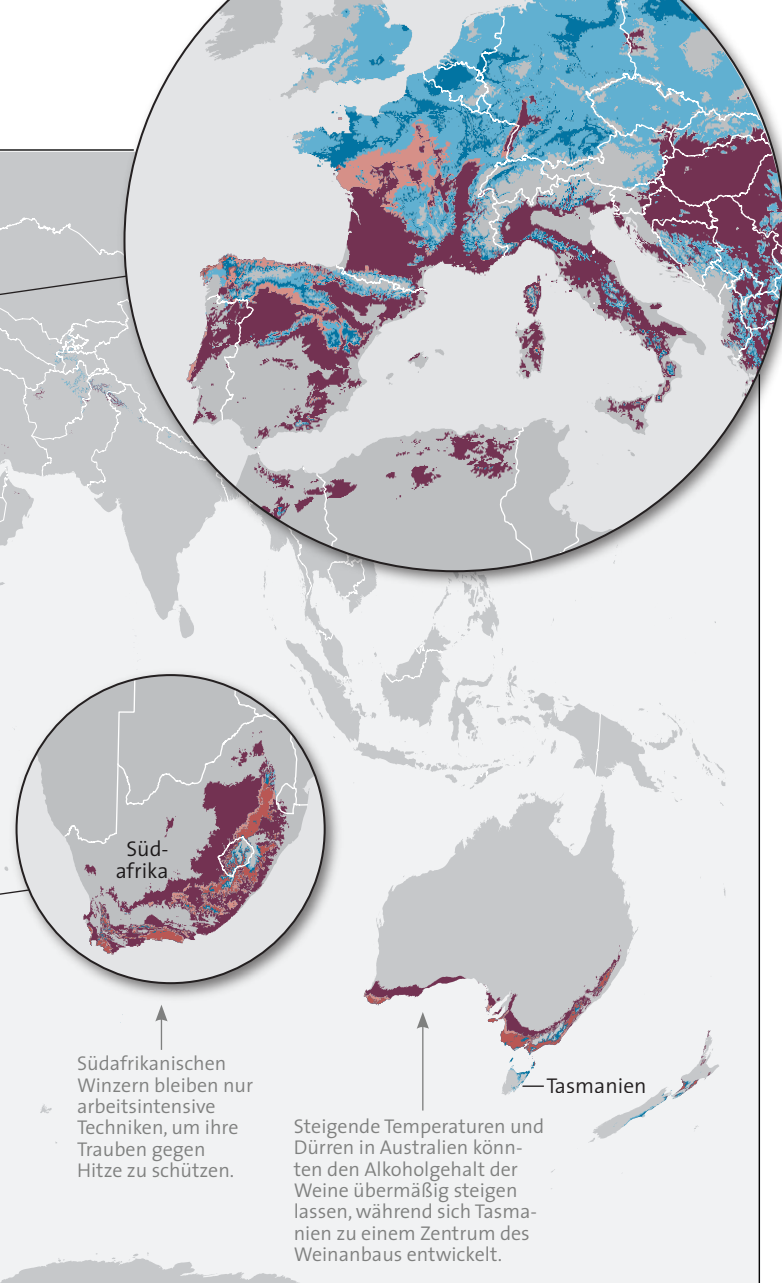 Süd-
afrika
Tasmanien
Südafrikanischen
Winzern bleiben nur
arbeitsintensive
Techniken, um ihre
Trauben gegen
Hitze zu schützen.
Steigende Temperaturen und
Dürren in Australien könn-
ten den Alkoholgehalt der
Weine übermäßig steigen
lassen, während sich Tasma-
nien zu einem Zentrum des
Weinanbaus entwickelt.